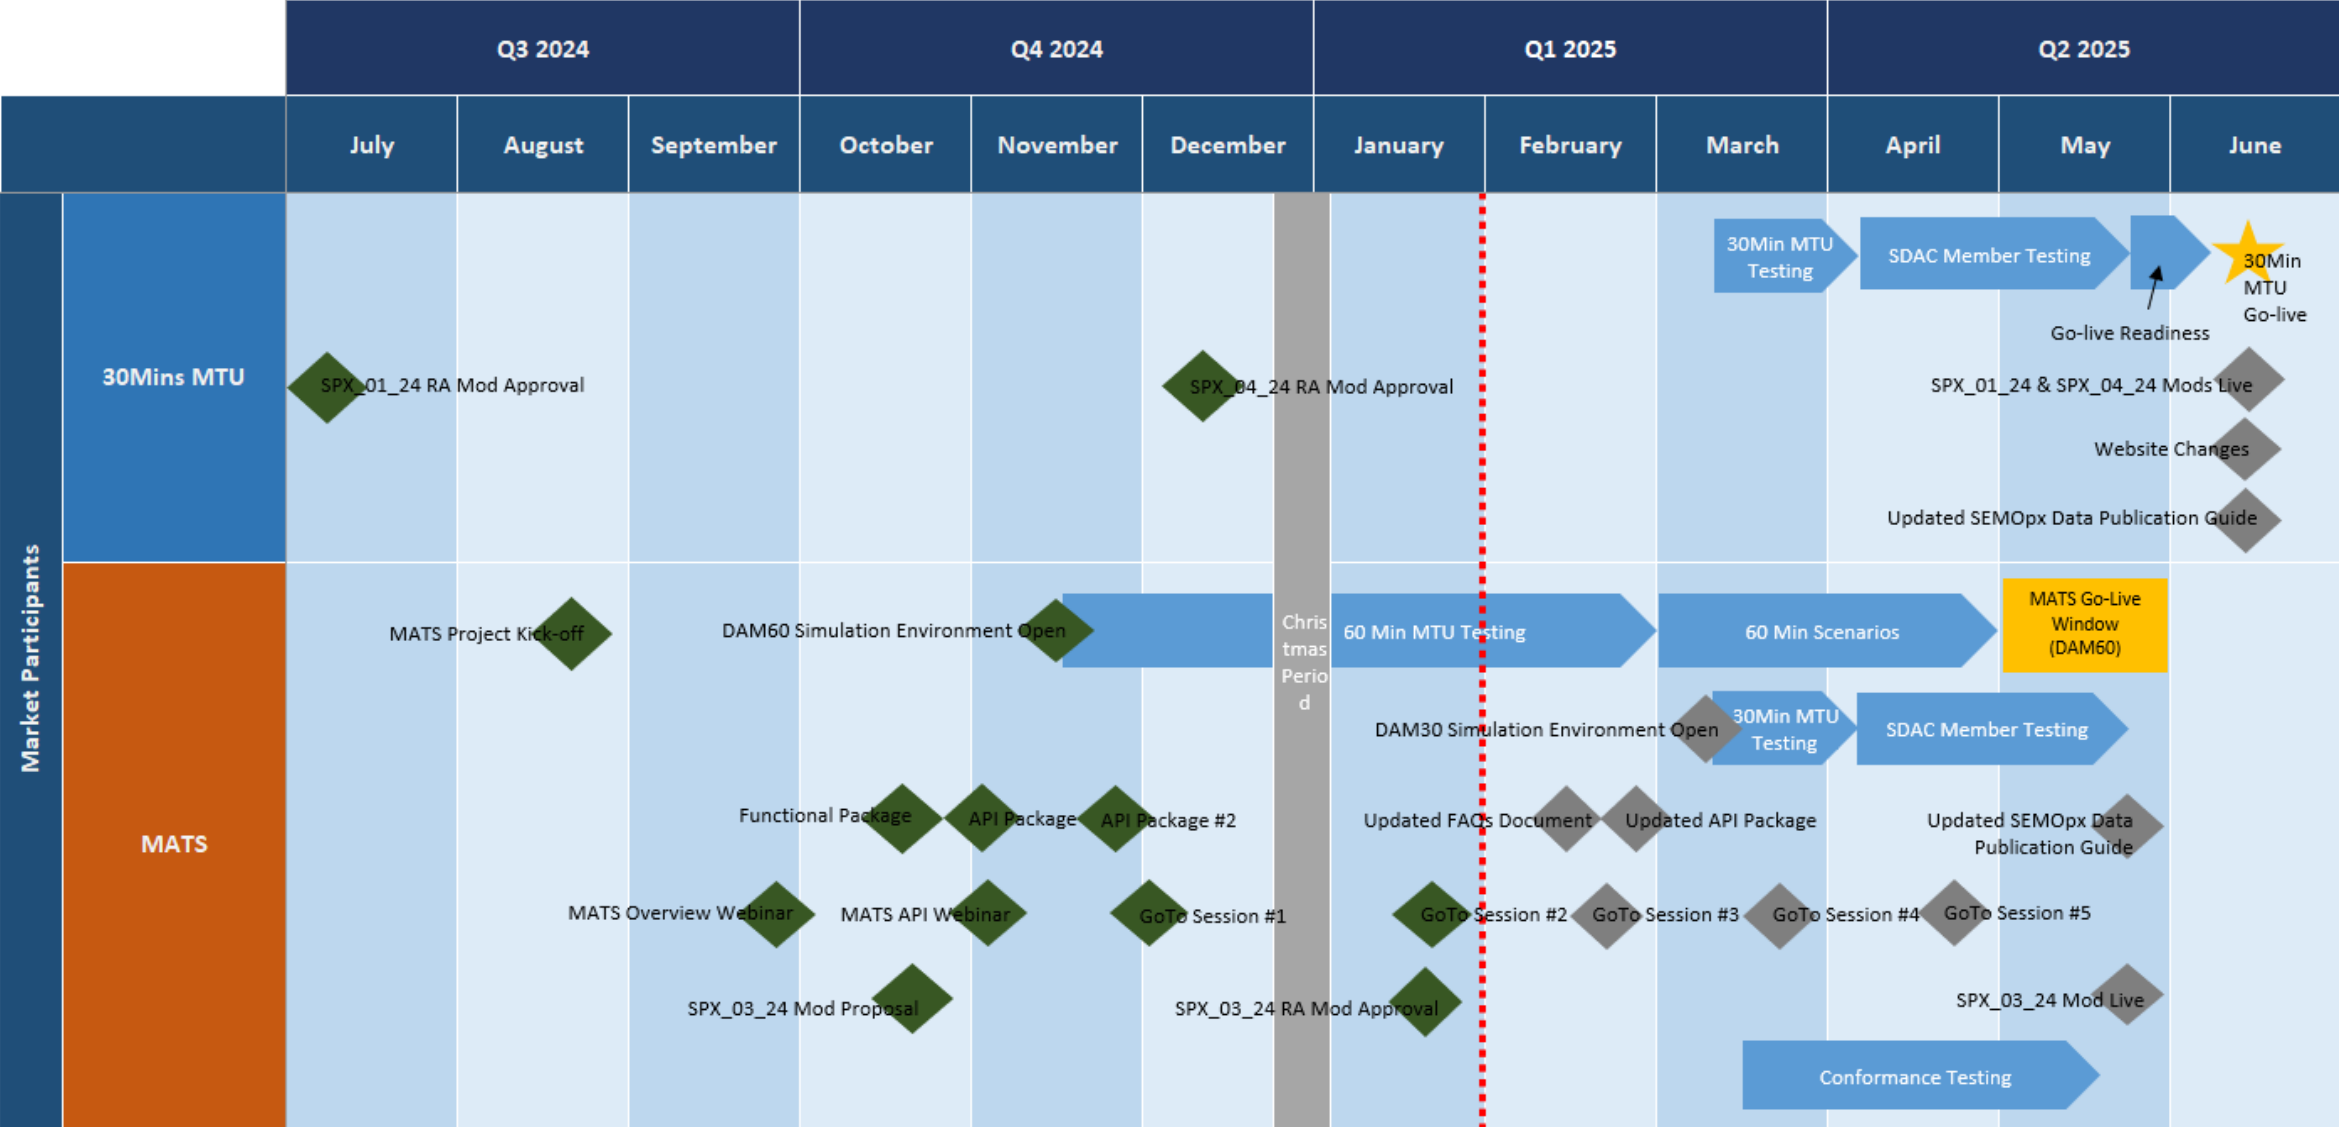 Q3 2024
Q4 2024
Q1 2025
Q2 2025
July
August
September
October
November
December
January
February
March
April
May
June
Market Participants
30Mins MTU
30Min MTU
Testing
SDAC Member Testing
30Min
MTU
Go-live
Go-live Readiness
SPX_01_24 RA Mod Approval
SPX_04_24 RA Mod Approval
SPX_01_24 & SPX_04_24 Mods Live
Website Changes
Updated SEMOpx Data Publication Guide
MATS
MATS Project Kick-off
DAM60 Simulation Environment Open
Chris
tmas
Perio
d
60 Min MTU Testing
60 Min Scenarios
MATS Go-Live
Window
(DAM60)
DAM30 Simulation Environment Open
30Min MTU
Testing
SDAC Member Testing
Functional Package
API Package
API Package #2
Updated FAQs Document
Updated API Package
Updated SEMOpx Data
Publication Guide
MATS Overview Webinar
MATS API Webinar
GoTo Session #1
GoTo Session #2
GoTo Session #3
GoTo Session #4
GoTo Session #5
SPX_03_24 Mod Proposal
SPX_03_24 RA Mod Approval
SPX_03_24 Mod Live
Conformance Testing